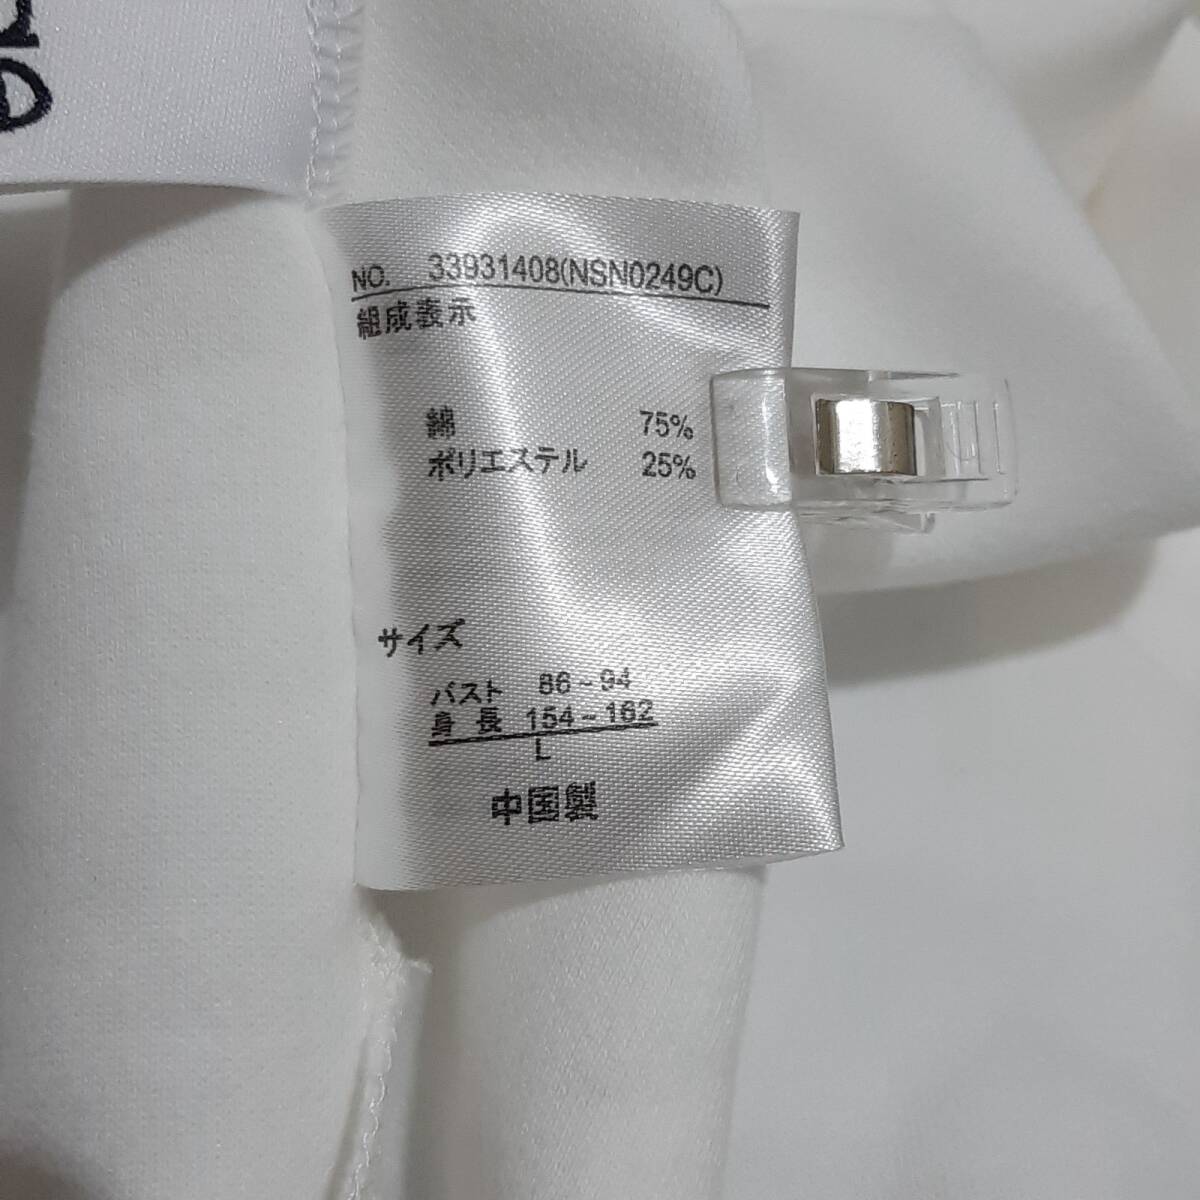 NO. 33931408(NSN0249C)
組成表示
綿 75%
ポリエステル 25%
サイズ
バスト 86~94
身長 154~162
L
中国製